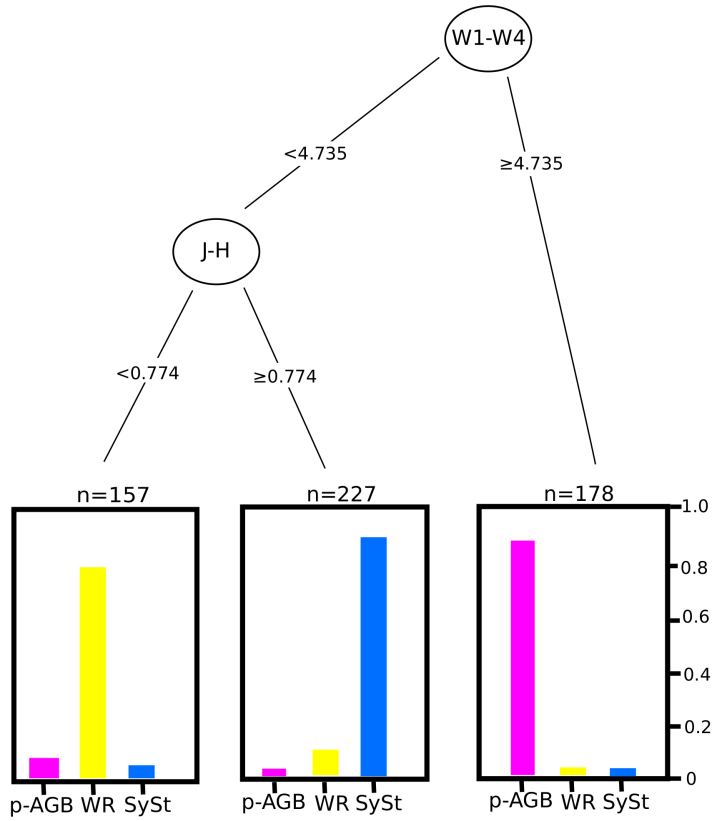 W1-W4
<4.735
≥4.735
J-H
<0.774
≥0.774
n=157
n=227
n=178
1.0
0.8
0.6
0.4
0.2
0
p-AGB WR SySt
p-AGB WR SySt
p-AGB WR SySt